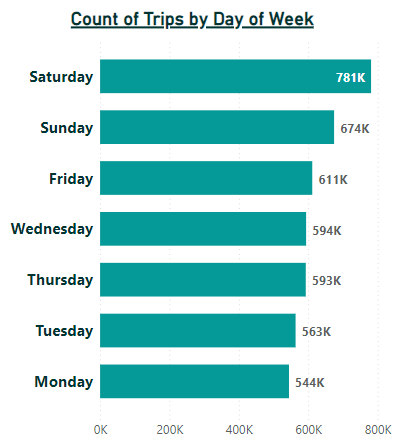 Count of Trips by Day of Week
Saturday 781K
Sunday 674K
Friday 611K
Wednesday 594K
Thursday 593K
Tuesday 563K
Monday 544K
0K 200K 400K 600K 800K